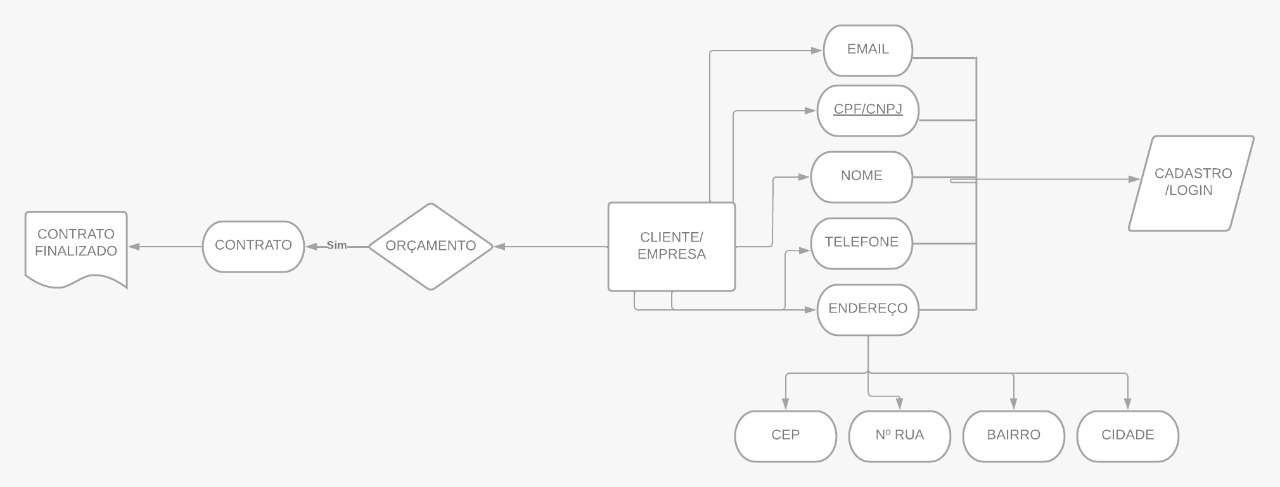 EMAIL
CPF/CNPJ
NOME
TELEFONE
ENDEREÇO
CADASTRO
/LOGIN
CLIENTE/
EMPRESA
ORÇAMENTO
Sim
CONTRATO
CONTRATO
FINALIZADO
CEP
Nº RUA
BAIRRO
CIDADE